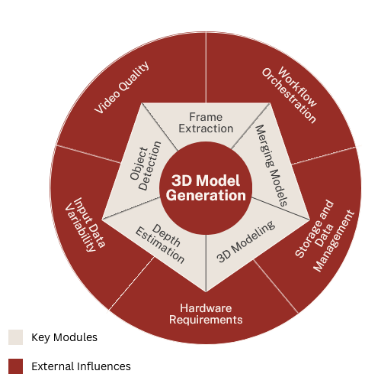 Video Quality
Workflow
Orchestration
Frame
Extraction
Object
Detection
Merging Models
3D Model
Generation
Input Data
Variability
Depth
Estimation
3D Modeling
Storage and
Data
Management
Hardware
Requirements
Key Modules
External Influences